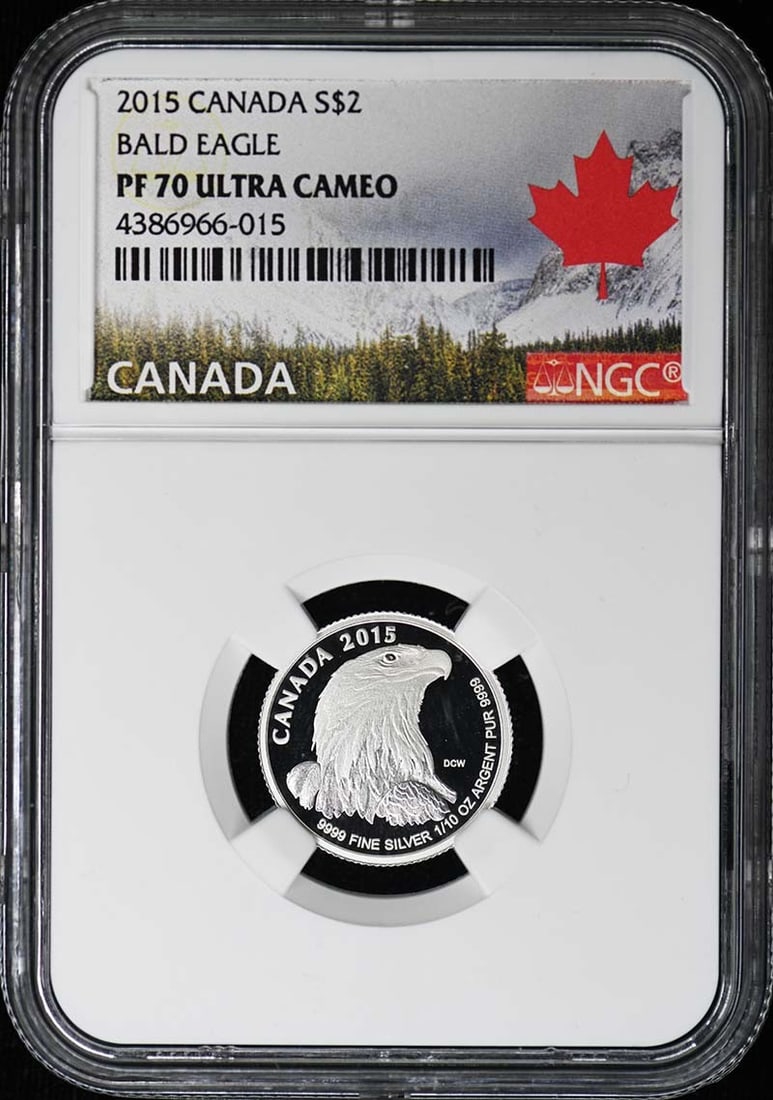 2015 CANADA S$2
BALD EAGLE
PF 70 ULTRA CAMEO
4386966-015
CANADA
NGC®
CANADA 2015
DCW
9999 FINE SILVER 1/10 OZ ARGENT PUR 9999